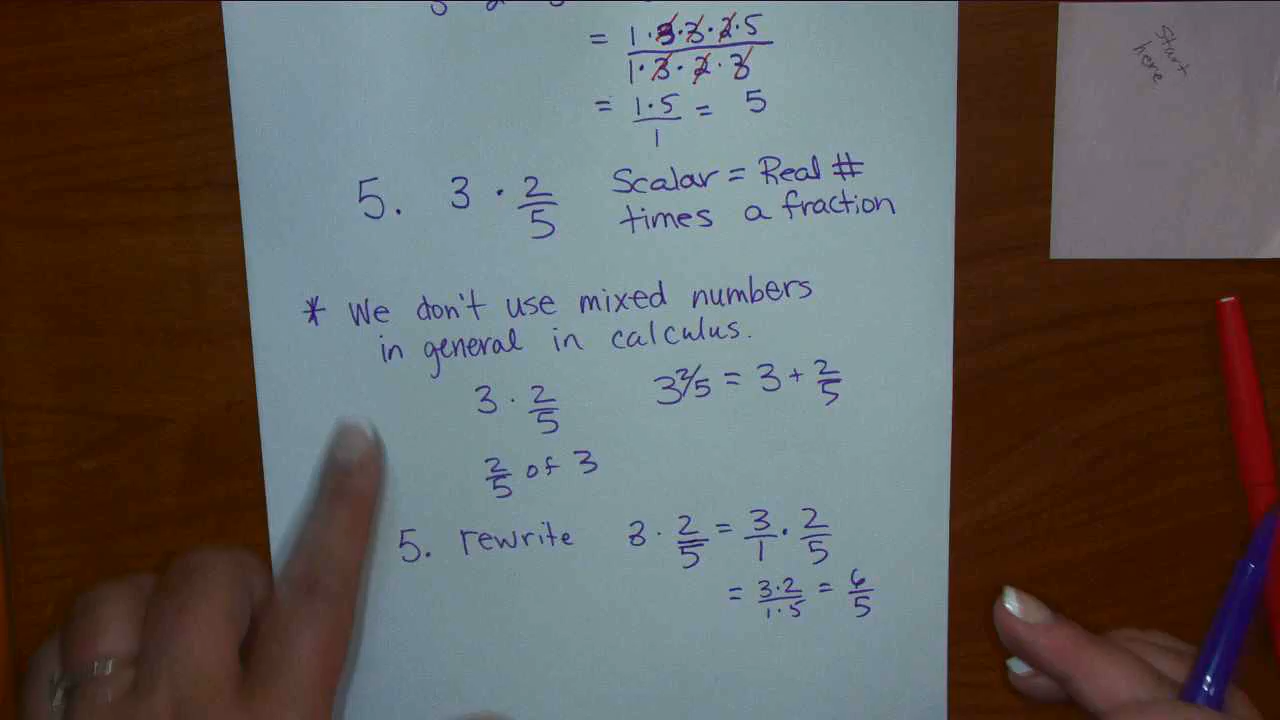 = 1·3·3·2·5 / 1·3·2·3
= 1·5 / 1 = 5
5. 3 · 2/5 Scalar = Real #
times a fraction
* We don't use mixed numbers
in general in calculus.
3 · 2/5 3 2/5 = 3 + 2/5
2/5 of 3
5. rewrite 3 · 2/5 = 3/1 · 2/5
= 3·2 / 1·5 = 6/5
Start
here